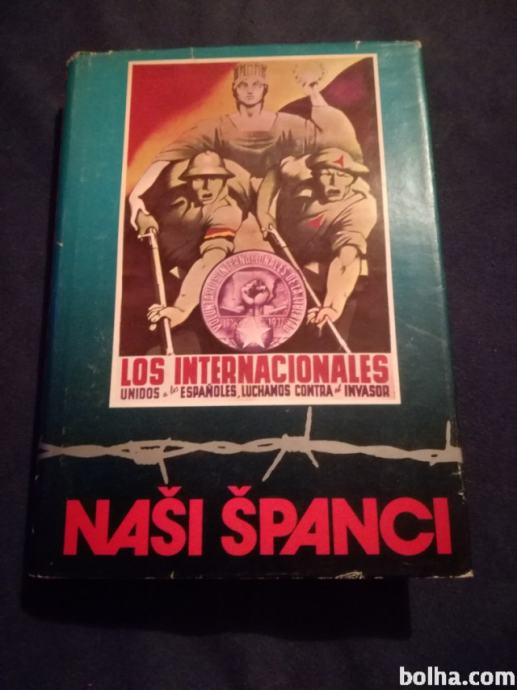 LOS INTERNACIONALES
UNIDOS a los ESPAÑOLES, LUCHAMOS CONTRA el INVASOR
NAŠI ŠPANCI
bolha.com